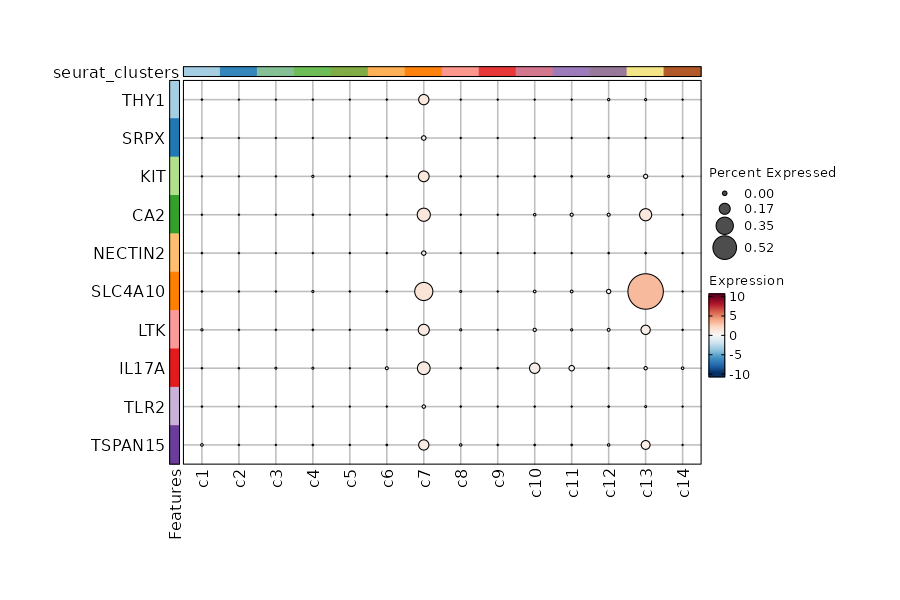 seurat_clusters
THY1
SRPX
KIT
CA2
NECTIN2
SLC4A10
LTK
IL17A
TLR2
TSPAN15
Features
c1
c2
c3
c4
c5
c6
c7
c8
c9
c10
c11
c12
c13
c14
Percent Expressed
0.00
0.17
0.35
0.52
Expression
10
5
0
-5
-10